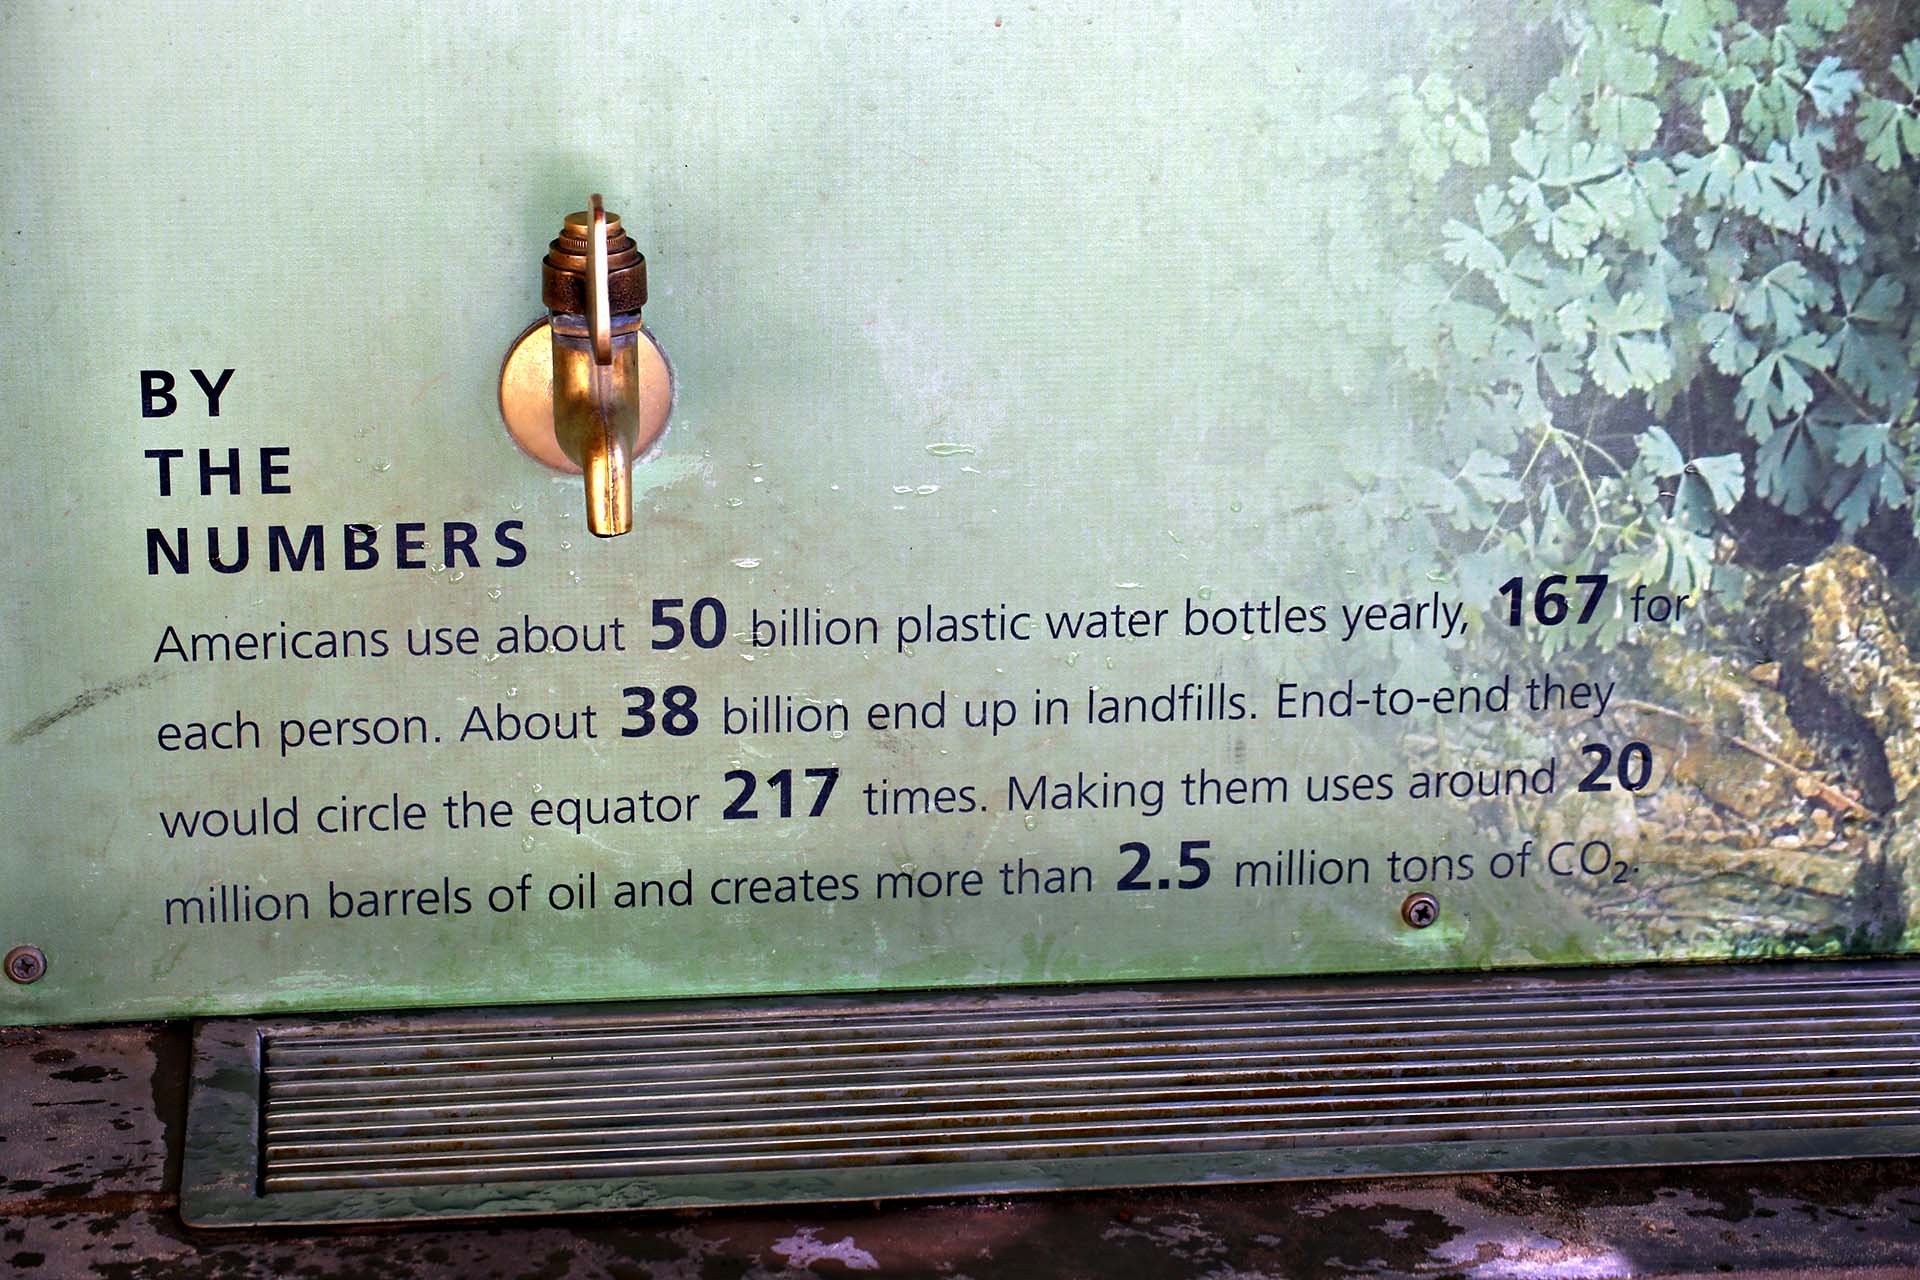 BY
THE
NUMBERS
Americans use about 50 billion plastic water bottles yearly, 167 for
each person. About 38 billion end up in landfills. End-to-end they
would circle the equator 217 times. Making them uses around 20
million barrels of oil and creates more than 2.5 million tons of CO₂.